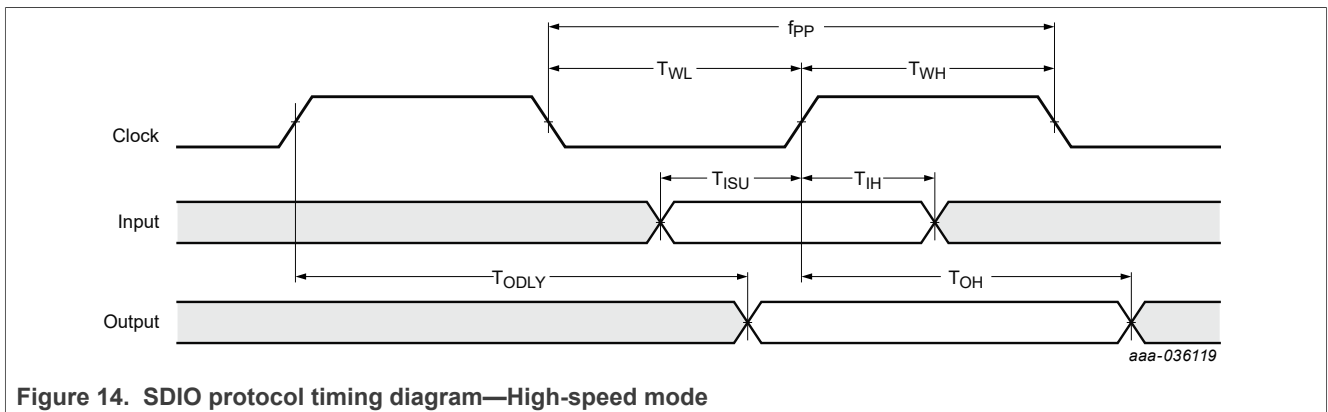 fPP
TWL TWH
Clock
TISU TIH
Input
TODLY TOH
Output
aaa-036119
Figure 14. SDIO protocol timing diagram—High-speed mode